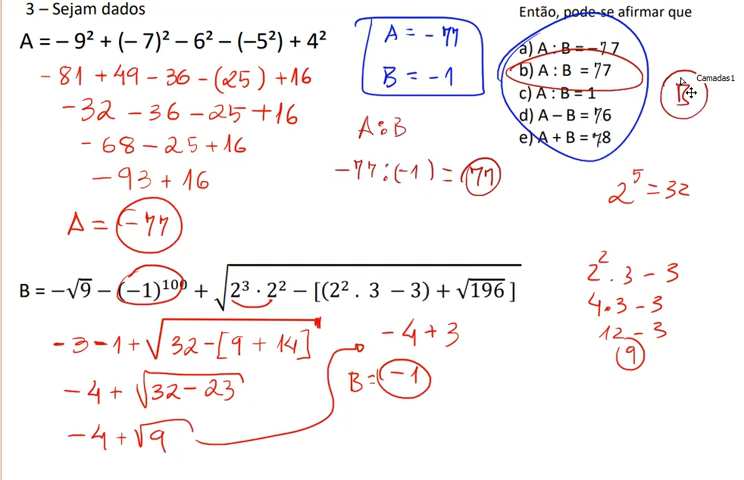 3 – Sejam dados
A = – 9² + (– 7)² – 6² – (–5²) + 4²
- 81 + 49 - 36 - (25) + 16
- 32 - 36 - 25 + 16
- 68 - 25 + 16
- 93 + 16
A = - 77
A = - 77
B = - 1
A : B
- 77 : (-1) = 77
Então, pode-se afirmar que
a) A : B = –77
b) A : B = 77
c) A : B = 1
d) A – B = 76
e) A + B = 78
B
Camadas1
2⁵ = 32
2² . 3 - 3
4 . 3 - 3
12 - 3
9
B = –√9 – (–1)¹⁰⁰ + √2³ · 2² – [(2² . 3 – 3) + √196 ]
- 3 - 1 + √32 - [9 + 14]
- 4 + √32 - 23
- 4 + √9
- 4 + 3
B = - 1